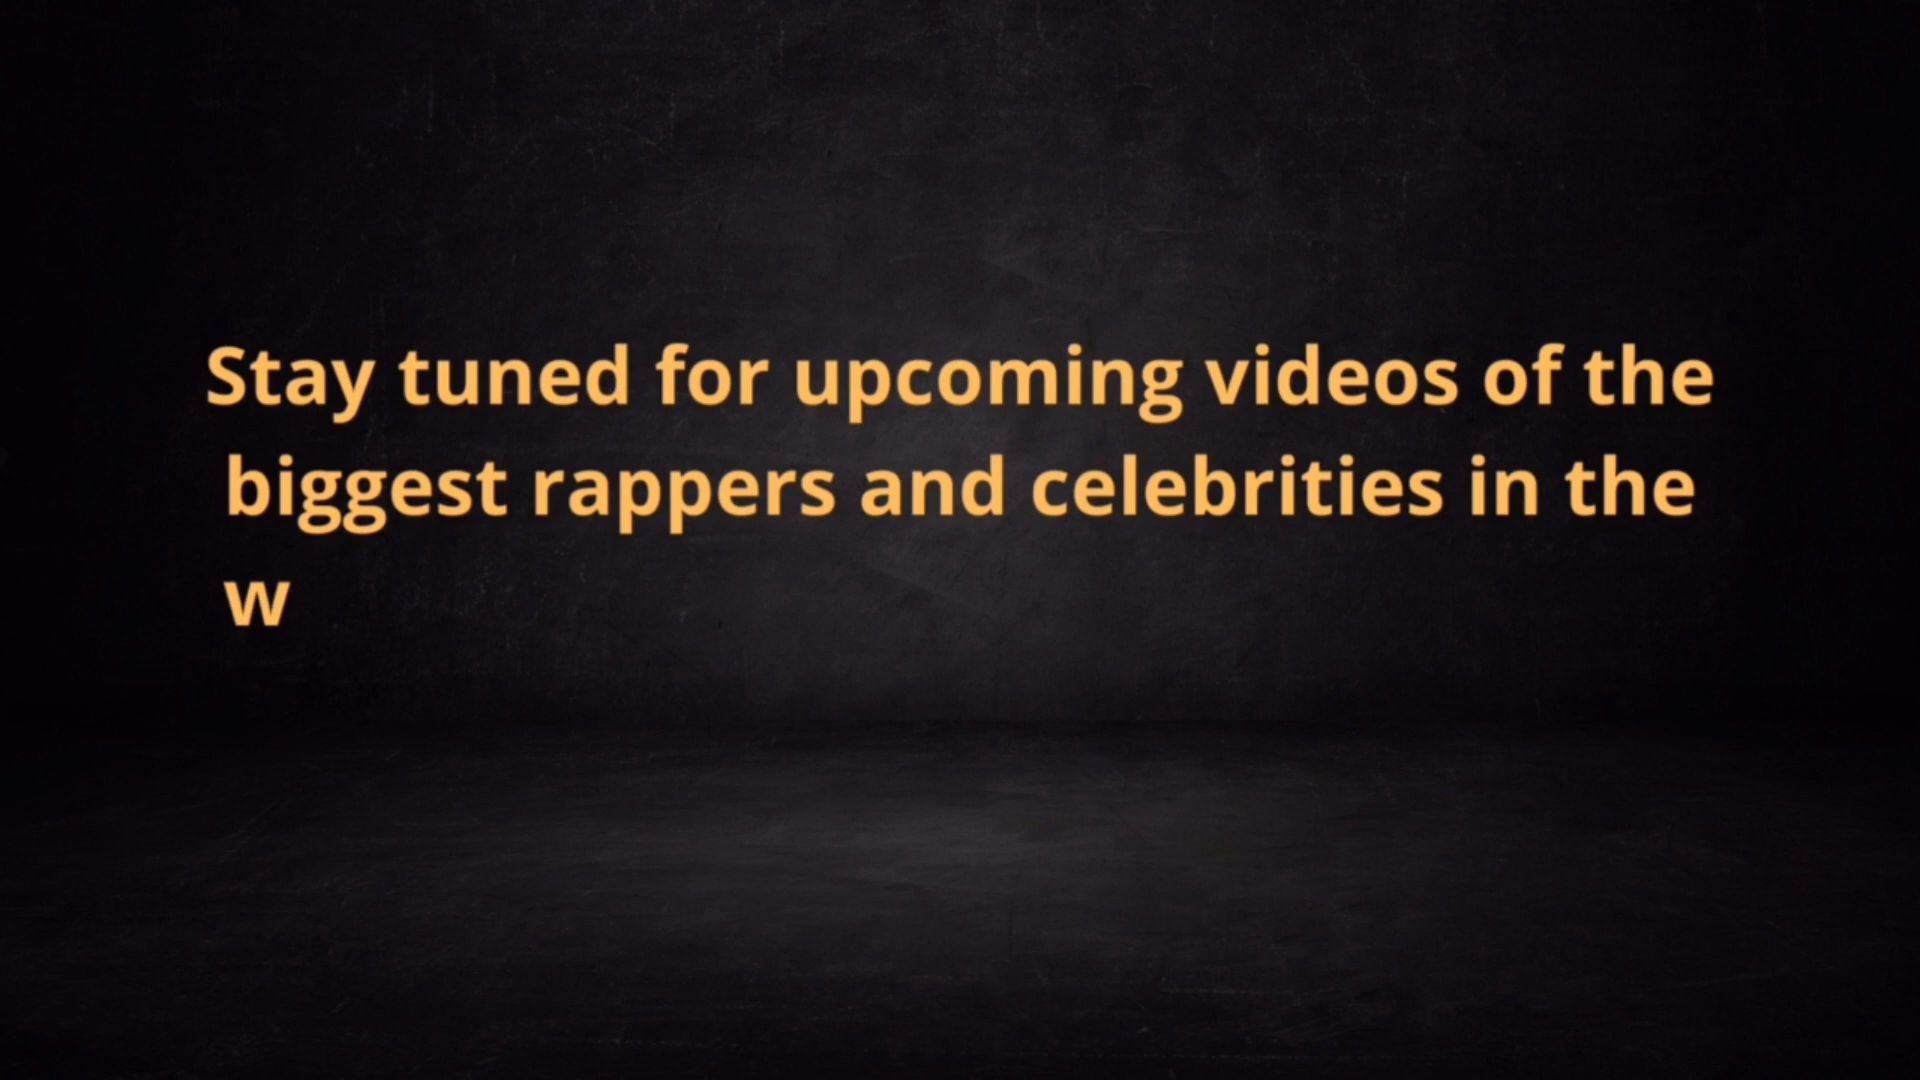 Stay tuned for upcoming videos of the
biggest rappers and celebrities in the
w